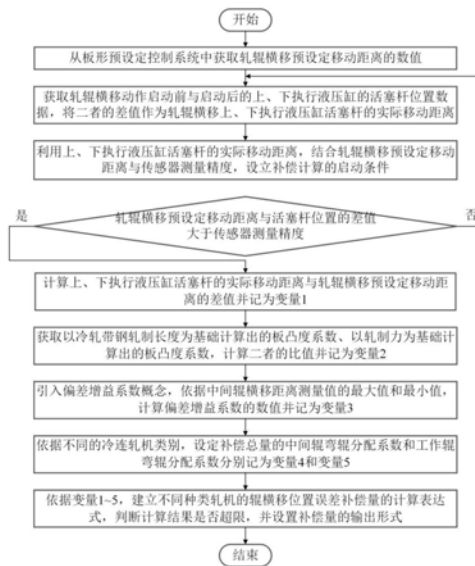 开始
从板形预设定控制系统中获取轧辊横移预设定移动距离的数值
获取轧辊横移动作启动前与启动后的上、下执行液压缸的活塞杆位置数
据，将二者的差值作为轧辊横移上、下执行液压缸活塞杆的实际移动距离
利用上、下执行液压缸活塞杆的实际移动距离，结合轧辊横移预设定移动
距离与传感器测量精度，设立补偿计算的启动条件
是
轧辊横移预设定移动距离与活塞杆位置的差值
大于传感器测量精度
否
计算上、下执行液压缸活塞杆的实际移动距离与轧辊横移预设定移动距
离的差值并记为变量1
获取以冷轧带钢轧制长度为基础计算出的板凸度系数、以轧制力为基础计
算出的板凸度系数，计算二者的比值并记为变量2
引入偏差增益系数概念，依据中间辊横移距离测量值的最大值和最小值，
计算偏差增益系数的数值并记为变量3
依据不同的冷连轧机类别，设定补偿总量的中间辊弯辊分配系数和工作辊
弯辊分配系数分别记为变量4和变量5
依据变量1~5，建立不同种类轧机的辊横移位置误差补偿量的计算表达
式，判断计算结果是否超限，并设置补偿量的输出形式
结束